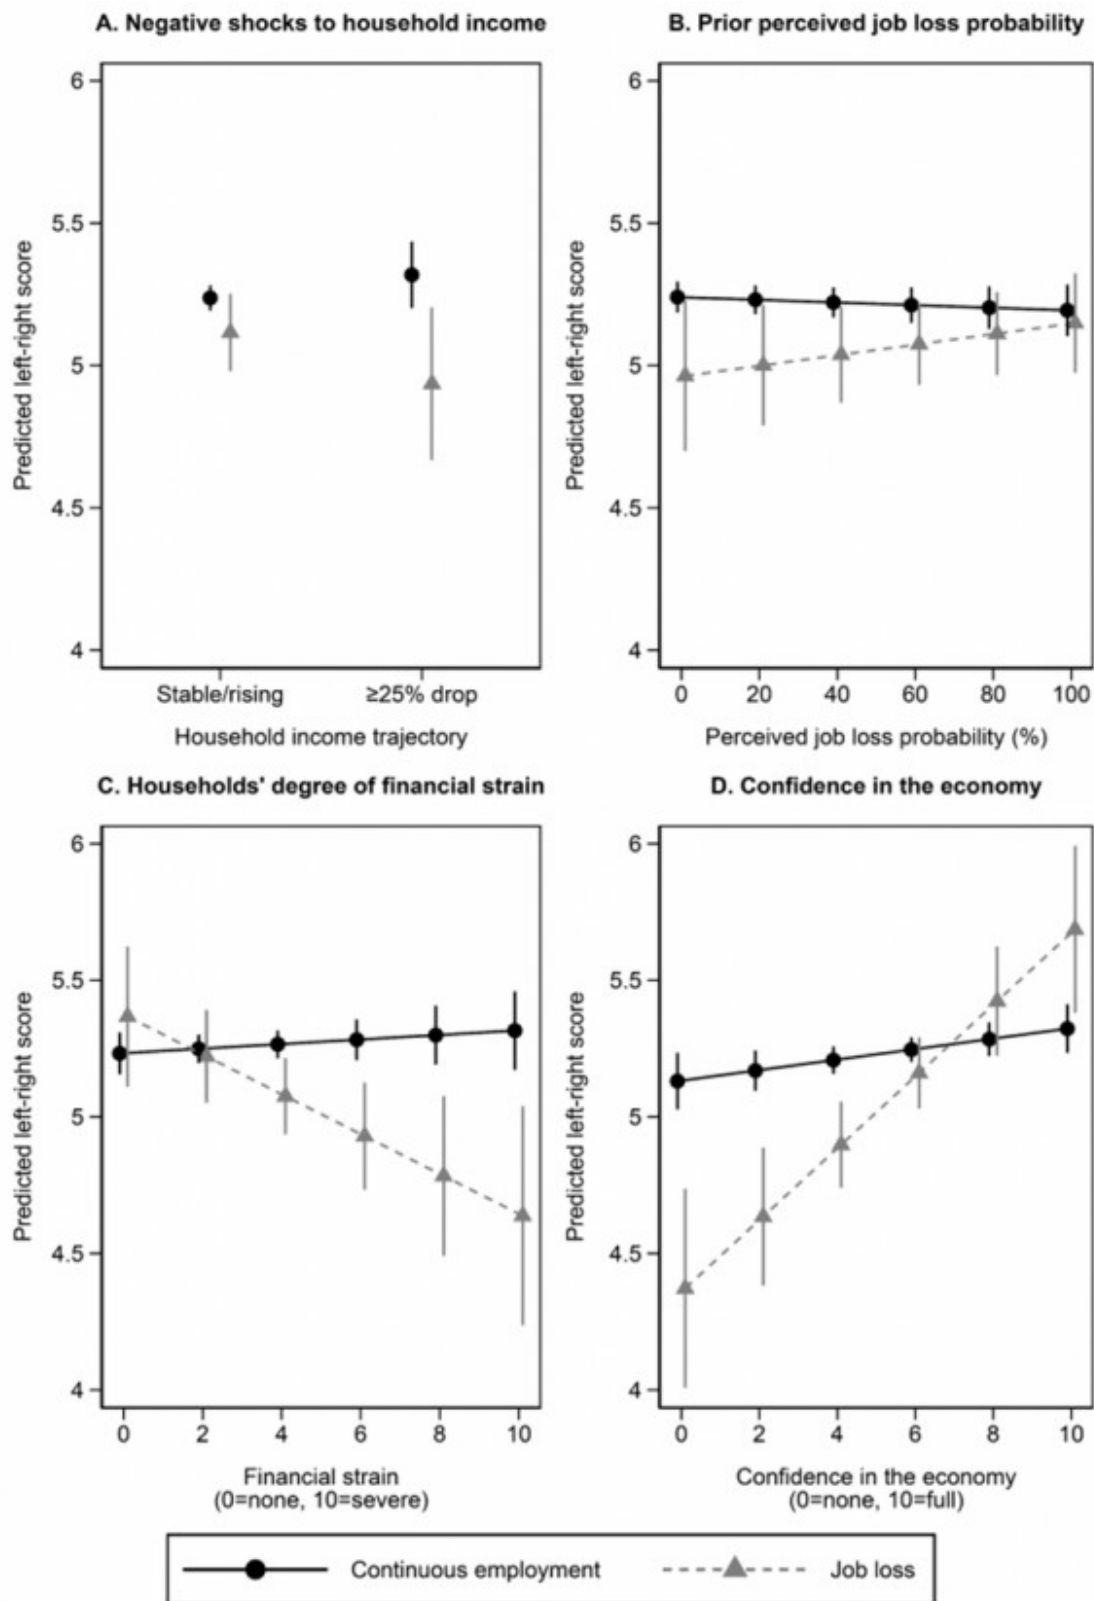 A. Negative shocks to household income
6
5.5
5
4.5
4
Predicted left-right score
Stable/rising
≥25% drop
Household income trajectory
B. Prior perceived job loss probability
6
5.5
5
4.5
4
Predicted left-right score
0 20 40 60 80 100
Perceived job loss probability (%)
C. Households' degree of financial strain
6
5.5
5
4.5
4
Predicted left-right score
0 2 4 6 8 10
Financial strain
(0=none, 10=severe)
D. Confidence in the economy
6
5.5
5
4.5
4
Predicted left-right score
0 2 4 6 8 10
Confidence in the economy
(0=none, 10=full)
Continuous employment
Job loss